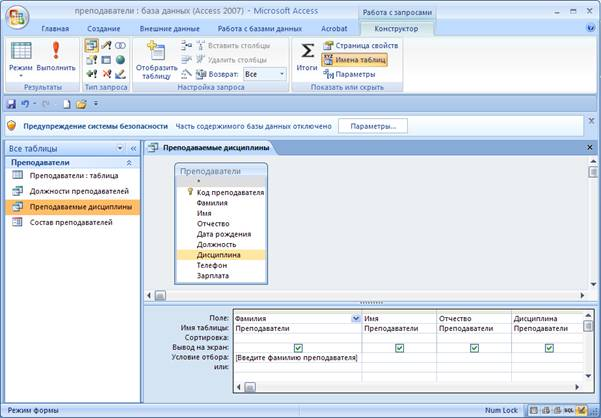 преподаватели : база данных (Access 2007) - Microsoft Access
Работа с запросами
Главная Создание Внешние данные Работа с базами данных Acrobat Конструктор
Режим
Выполнить
Результаты
Тип запроса
Отобразить таблицу
Вставить столбцы
Удалить столбцы
Возврат: Все
Настройка запроса
Итоги
Страница свойств
Имена таблиц
Параметры
Показать или скрыть
Предупреждение системы безопасности Часть содержимого базы данных отключено Параметры...
Все таблицы
Преподаватели
Преподаватели : таблица
Должности преподавателей
Преподаваемые дисциплины
Состав преподавателей
Преподаваемые дисциплины
Преподаватели
*
Код преподавателя
Фамилия
Имя
Отчество
Дата рождения
Должность
Дисциплина
Телефон
Зарплата
Поле: Фамилия Имя Отчество Дисциплина
Имя таблицы: Преподаватели Преподаватели Преподаватели Преподаватели
Сортировка:
Вывод на экран:
Условие отбора: [Введите фамилию преподавателя]
или:
Режим формы
Num Lock
SQL